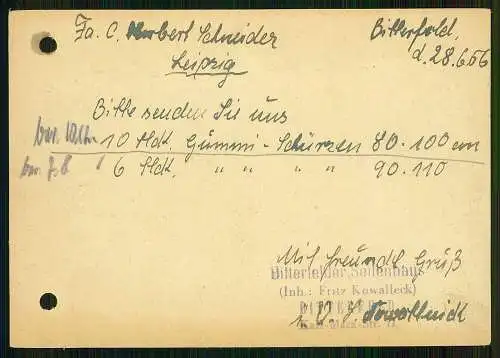 Fa. C. Herbert Schneider
Bitterfeld,
Leipzig
d. 28.6.56
Bitte senden Sie uns
10 Stck. Gummi-Schürzen 80-100 cm
6 Stck. " " " " 90-110
Mit freundl Gruß
Bitterfelder Seifenhaus
(Inh.: Fritz Kowalleck)
BITTERFELD